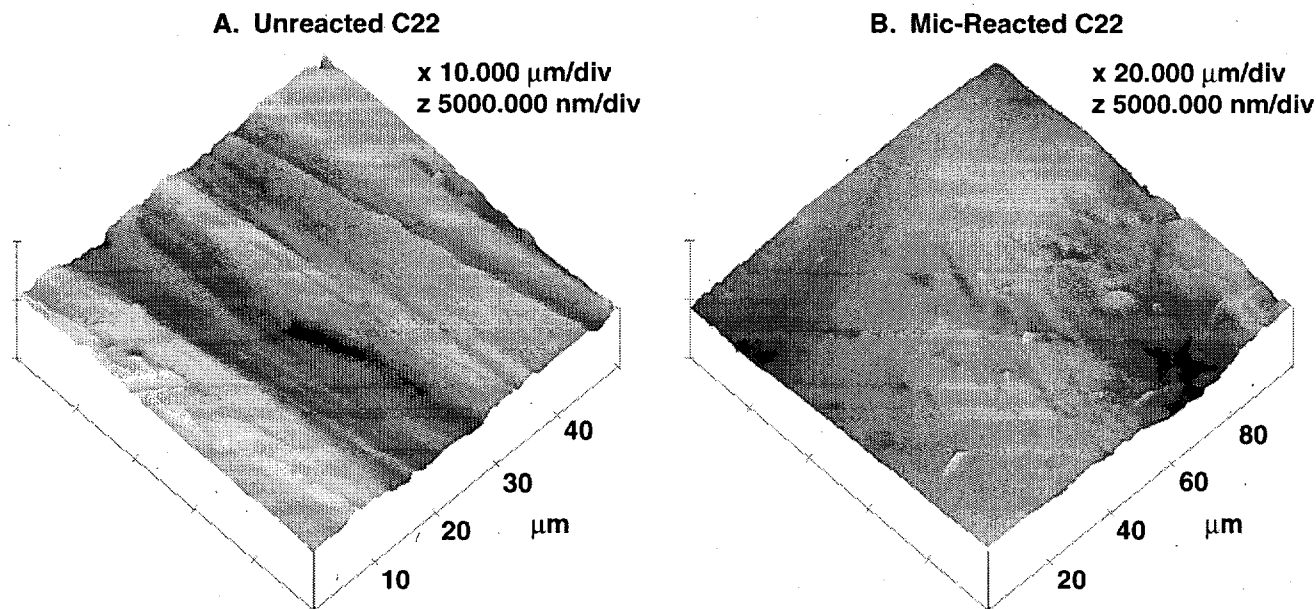 A. Unreacted C22
x 10.000 μm/div
z 5000.000 nm/div
40
30
20
μm
10
B. Mic-Reacted C22
x 20.000 μm/div
z 5000.000 nm/div
80
60
40
μm
20